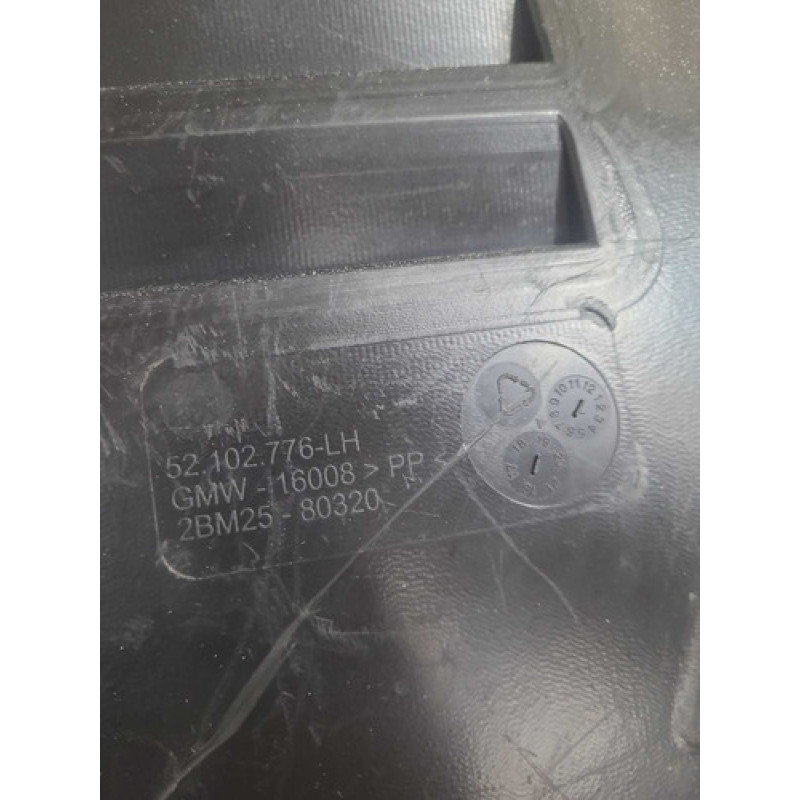 52.102.776-LH
GMW - 16008 > PP <
2BM25 - 80320